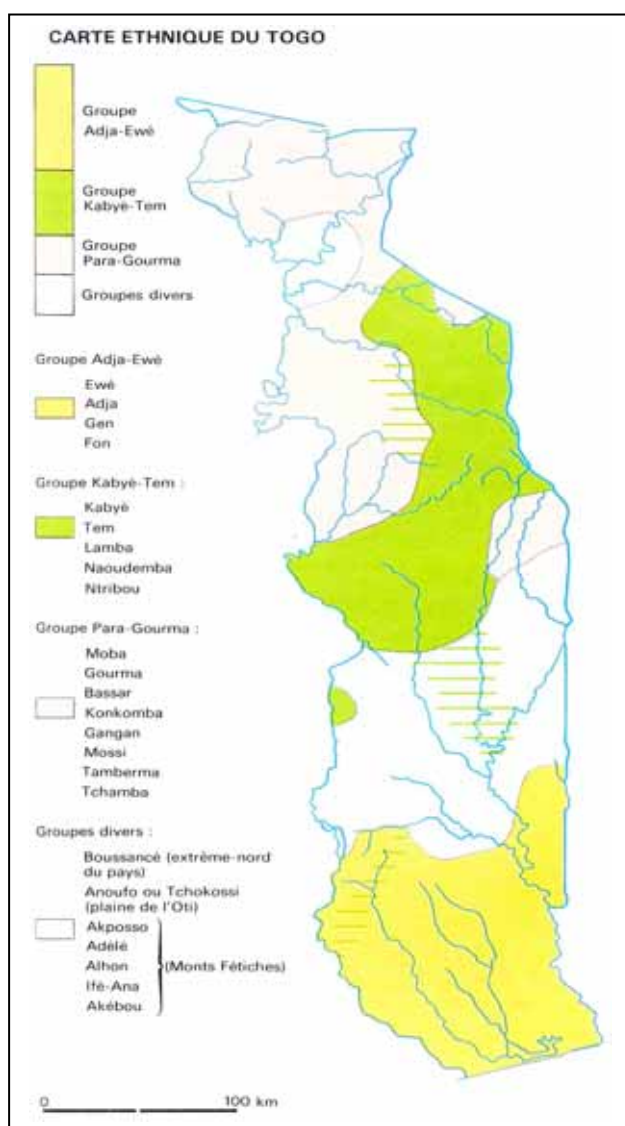 CARTE ETHNIQUE DU TOGO
Groupe
Adja-Ewé
Groupe
Kabyè-Tem
Groupe
Para-Gourma
Groupes divers
Groupe Adja-Ewé
Ewé
Adja
Gen
Fon
Groupe Kabyè-Tem :
Kabyè
Tem
Lamba
Naoudemba
Ntribou
Groupe Para-Gourma :
Moba
Gourma
Bassar
Konkomba
Gangan
Mossi
Tamberma
Tchamba
Groupes divers :
Boussancé (extrême-nord
du pays)
Anoufo ou Tchokossi
(plaine de l'Oti)
Akposso
Adélé
Alhon
Ifè-Ana
Akébou
(Monts Fétiches)
0
100 km